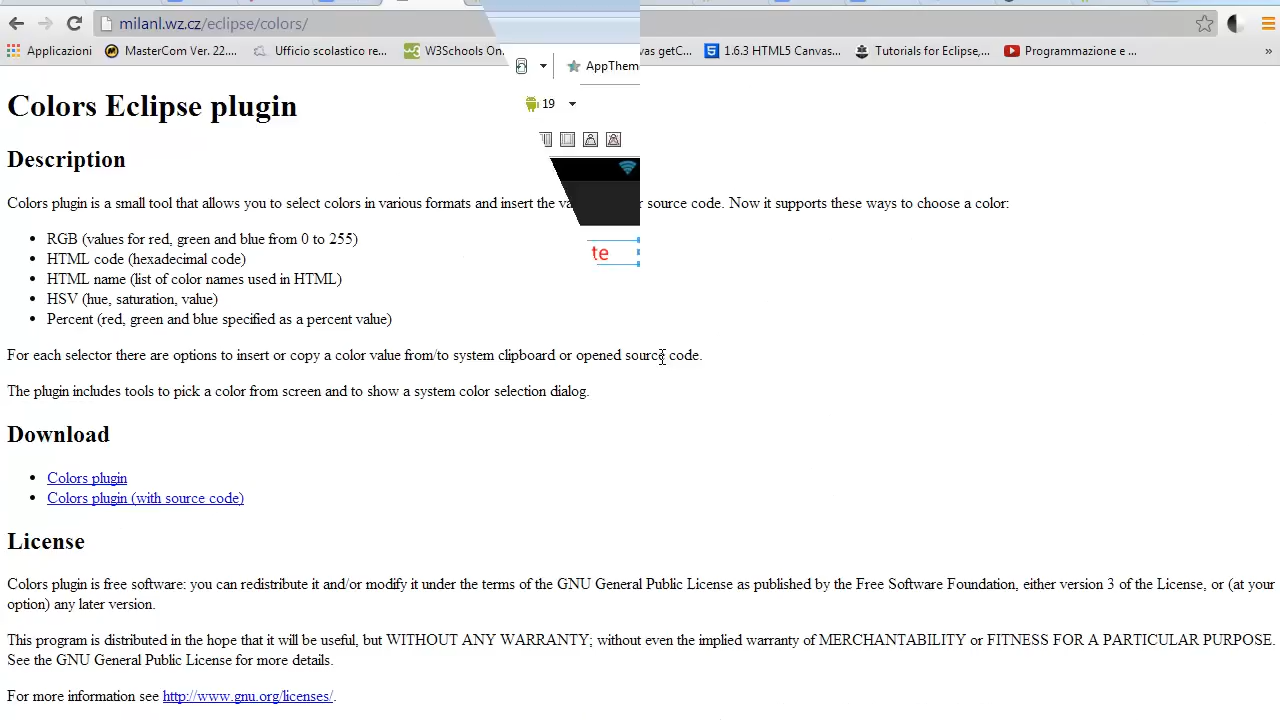 milanl.wz.cz/eclipse/colors/
Applicazioni MasterCom Ver. 22.... Ufficio scolastico re... W3Schools On getC... 1.6.3 HTML5 Canvas... Tutorials for Eclipse,... Programmazione e ... »
AppThem
19
Colors Eclipse plugin
Description
Colors plugin is a small tool that allows you to select colors in various formats and insert the source code. Now it supports these ways to choose a color:
• RGB (values for red, green and blue from 0 to 255)
te
• HTML code (hexadecimal code)
• HTML name (list of color names used in HTML)
• HSV (hue, saturation, value)
• Percent (red, green and blue specified as a percent value)
For each selector there are options to insert or copy a color value from/to system clipboard or opened source code.
The plugin includes tools to pick a color from screen and to show a system color selection dialog.
Download
• Colors plugin
• Colors plugin (with source code)
License
Colors plugin is free software: you can redistribute it and/or modify it under the terms of the GNU General Public License as published by the Free Software Foundation, either version 3 of the License, or (at your
option) any later version.
This program is distributed in the hope that it will be useful, but WITHOUT ANY WARRANTY; without even the implied warranty of MERCHANTABILITY or FITNESS FOR A PARTICULAR PURPOSE.
See the GNU General Public License for more details.
For more information see http://www.gnu.org/licenses/.